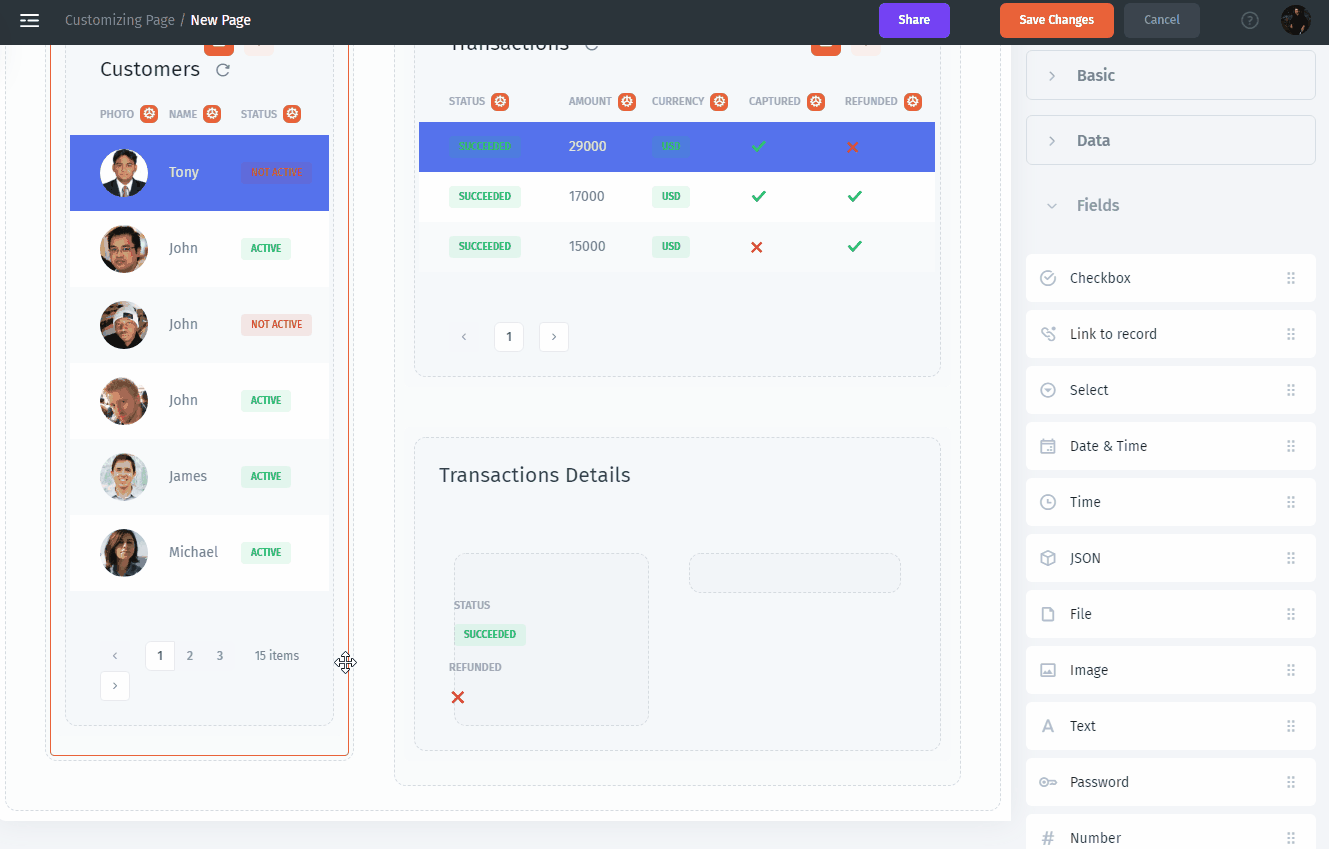 Customizing Page / New Page
Share
Save Changes
Cancel
?
Customers
PHOTO NAME STATUS
Tony NOT ACTIVE
John ACTIVE
John NOT ACTIVE
John ACTIVE
James ACTIVE
Michael ACTIVE
‹ 1 2 3 15 items
›
Transactions
STATUS AMOUNT CURRENCY CAPTURED REFUNDED
SUCCEEDED 29000 USD
SUCCEEDED 17000 USD
SUCCEEDED 15000 USD
‹ 1 ›
Transactions Details
STATUS
SUCCEEDED
REFUNDED
Basic
Data
Fields
Checkbox
Link to record
Select
Date & Time
Time
JSON
File
Image
Text
Password
Number